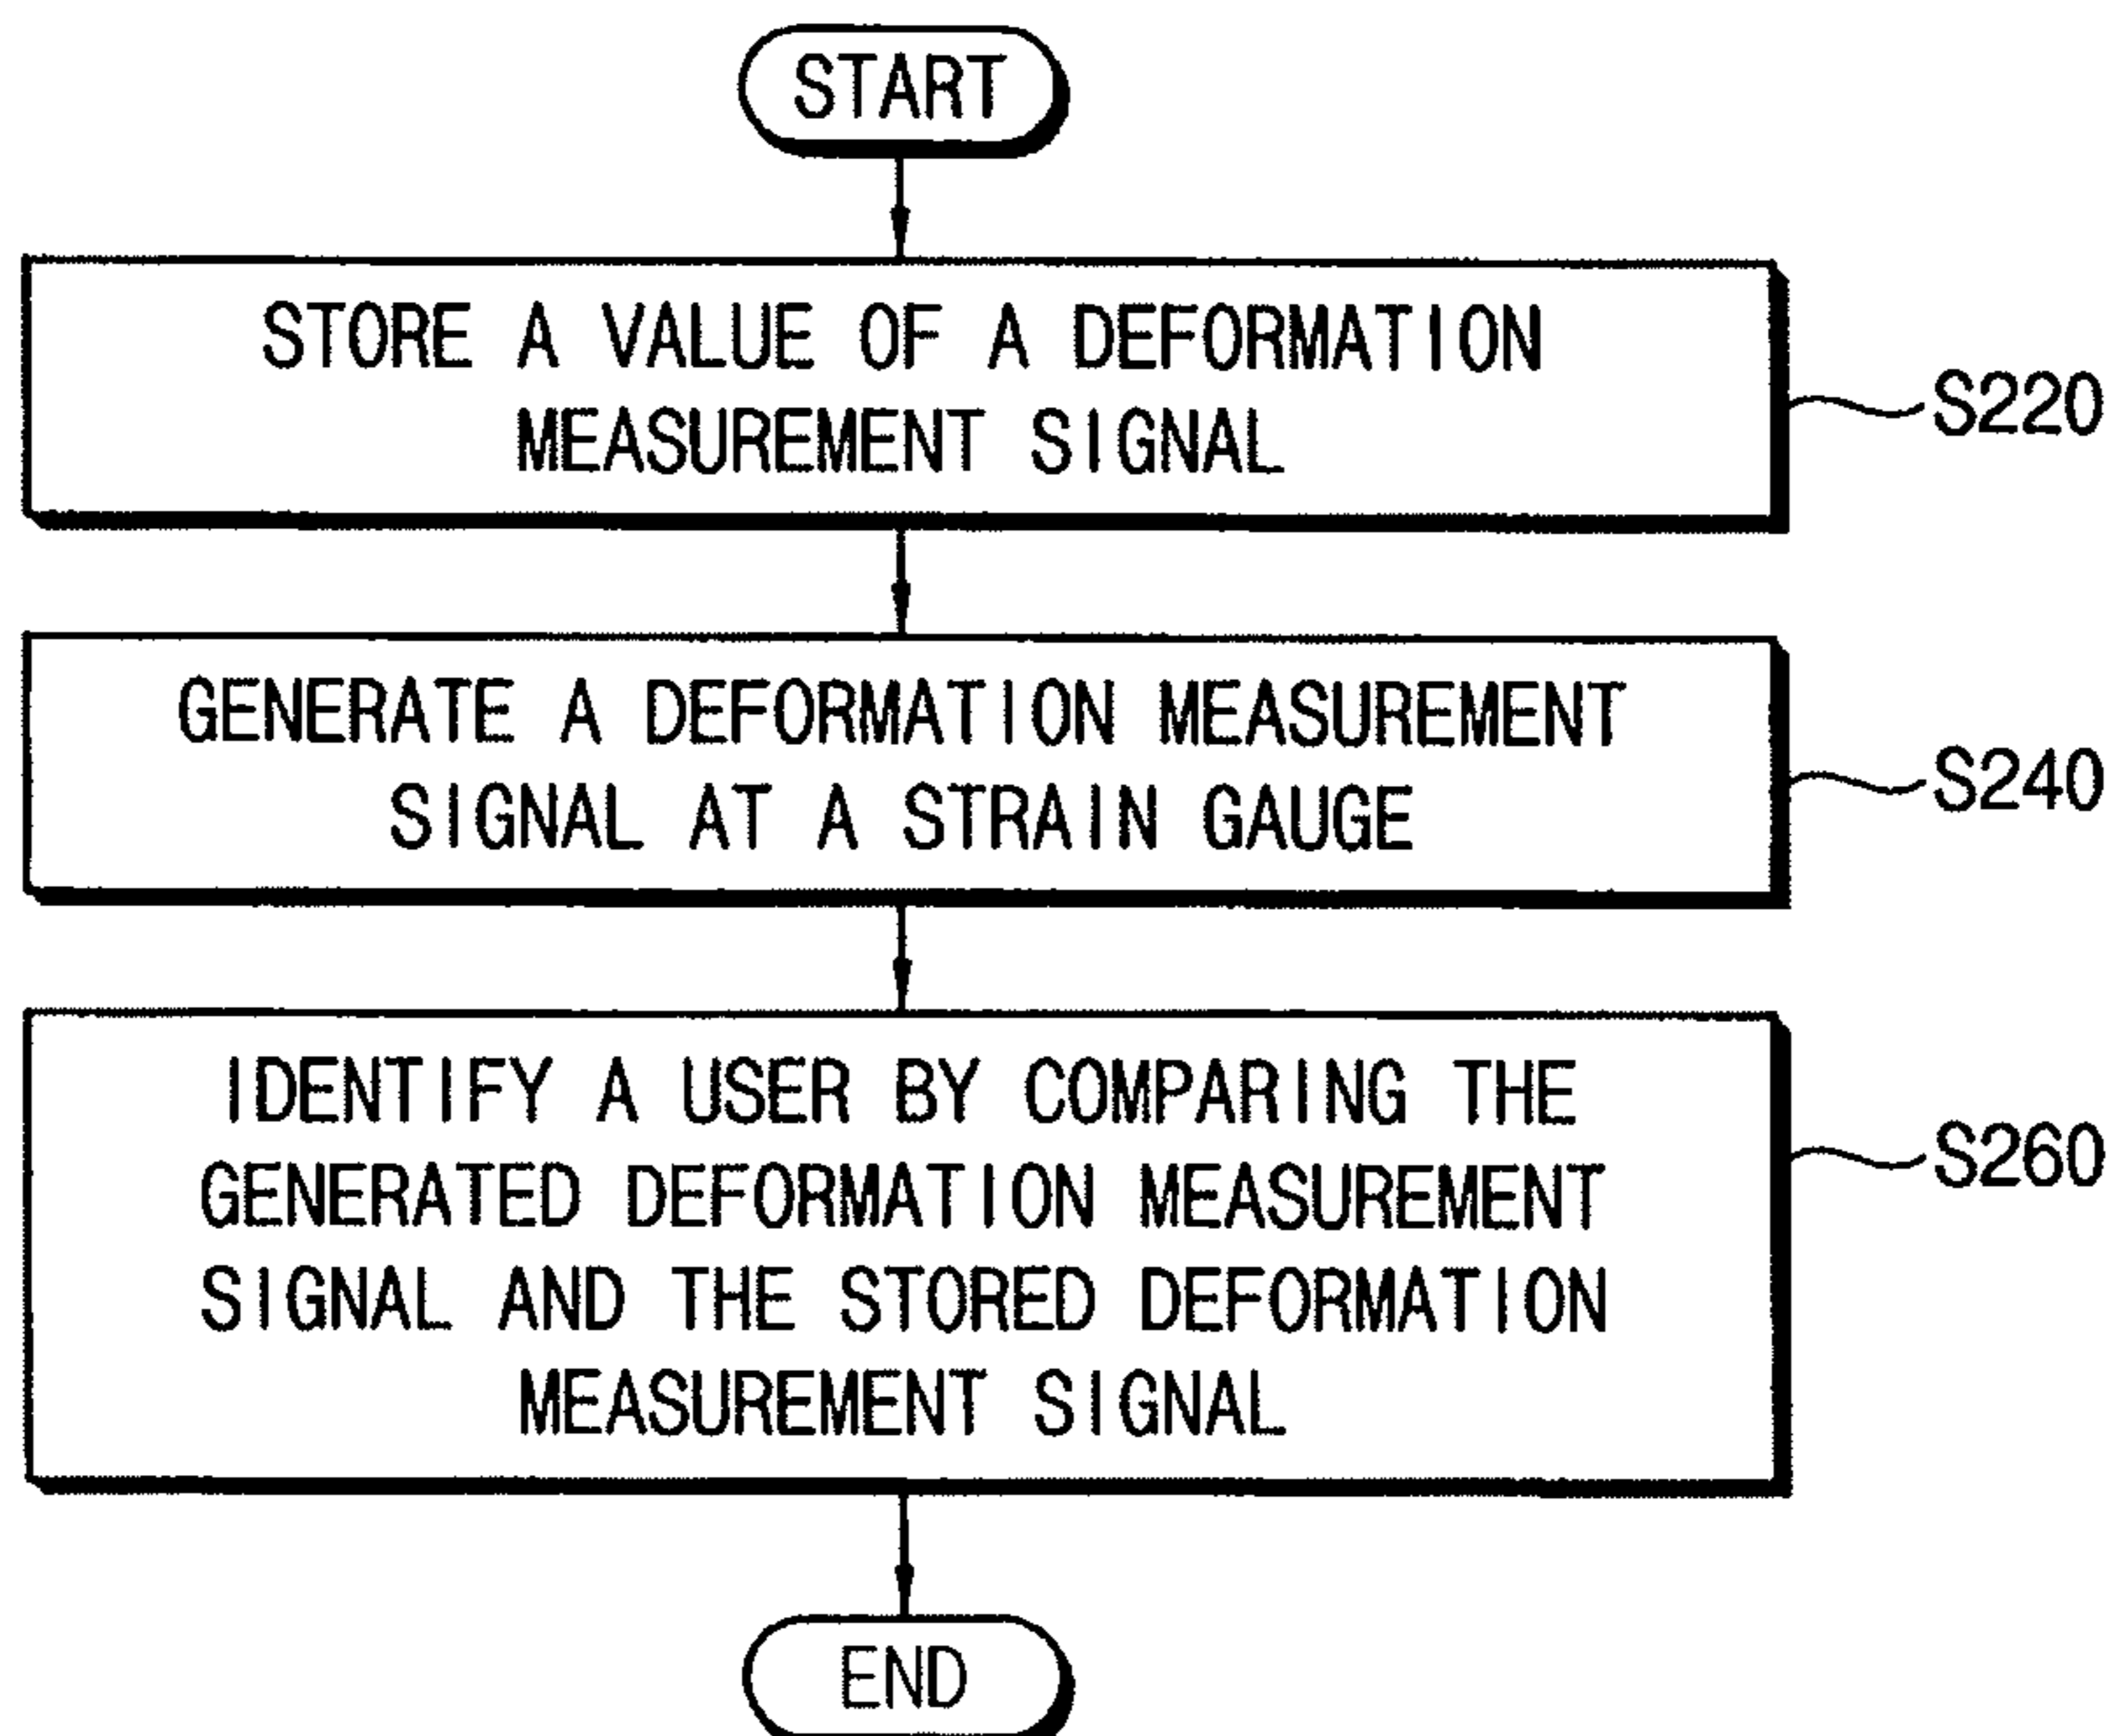 START
STORE A VALUE OF A DEFORMATION
MEASUREMENT SIGNAL
S220
GENERATE A DEFORMATION MEASUREMENT
SIGNAL AT A STRAIN GAUGE
S240
IDENTIFY A USER BY COMPARING THE
GENERATED DEFORMATION MEASUREMENT
SIGNAL AND THE STORED DEFORMATION
MEASUREMENT SIGNAL
S260
END